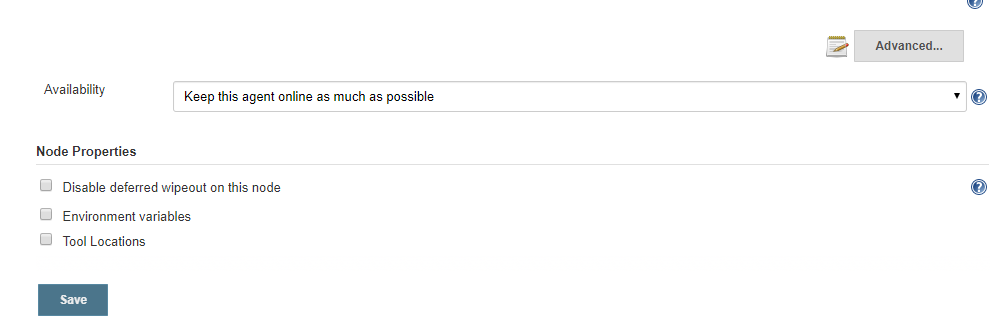 ?
Advanced...
Availability
Keep this agent online as much as possible
?
Node Properties
Disable deferred wipeout on this node
?
Environment variables
Tool Locations
Save